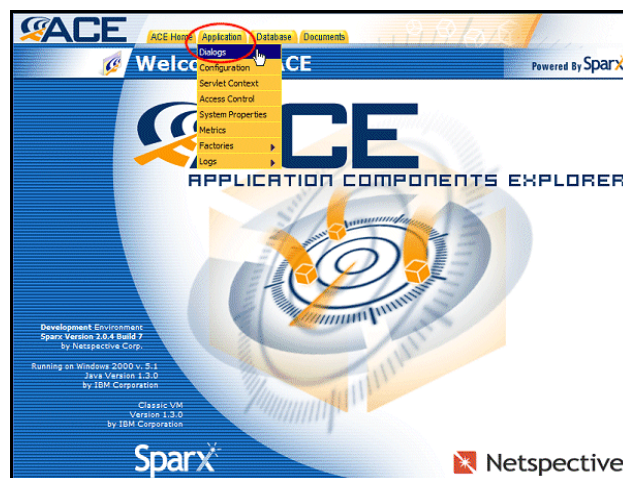 ACE
ACE Home Application Database Documents
Welco ACE
Powered By Sparx
Dialogs
Configuration
Servlet Context
Access Control
System Properties
Metrics
Factories
Logs
ACE
APPLICATION COMPONENTS EXPLORER
Development Environment
Sparx Version 2.0.4 Build 7
by Netspective Corp.
Running on Windows 2000 v. 5.1
Java Version 1.3.0
by IBM Corporation
Classic VM
Version 1.3.0
by IBM Corporation
Sparx
Netspective